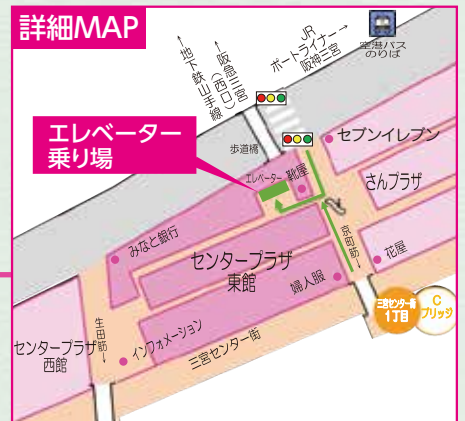 詳細MAP
JR
ポートライナー→
阪神三宮
空港バス
のりば
←阪急三宮
(西口)
←地下鉄山手線
エレベーター
乗り場
歩道橋
セブンイレブン
エレベーター
靴屋
さんプラザ
みなと銀行
京町筋→
花屋
センタープラザ
東館
婦人服
三宮センター街
1丁目
C
ブリッジ
生田筋→
インフォメーション
三宮センター街
センタープラザ
西館